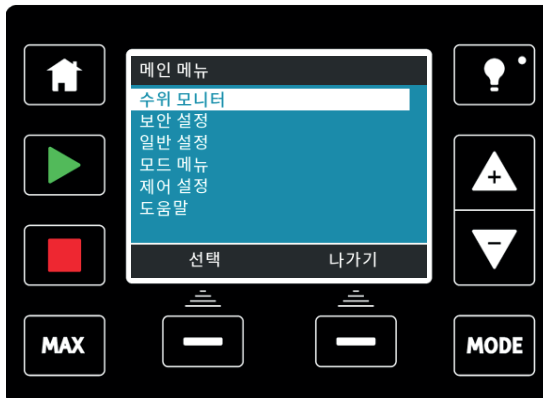 메인 메뉴
수위 모니터
보안 설정
일반 설정
모드 메뉴
제어 설정
도움말
선택 나가기
MAX
MODE